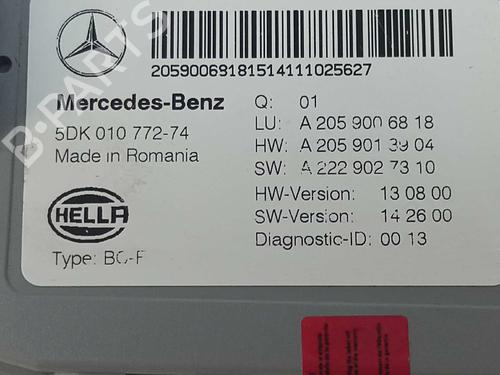 20590068181514111025627
Mercedes-Benz
5DK 010 772-74
Made in Romania
HELLA
Type: BC-F
Q: 01
LU: A 205 900 68 18
HW: A 205 901 39 04
SW: A 222 902 73 10
HW-Version: 13 08 00
SW-Version: 14 26 00
Diagnostic-ID: 00 13
B-PARTS